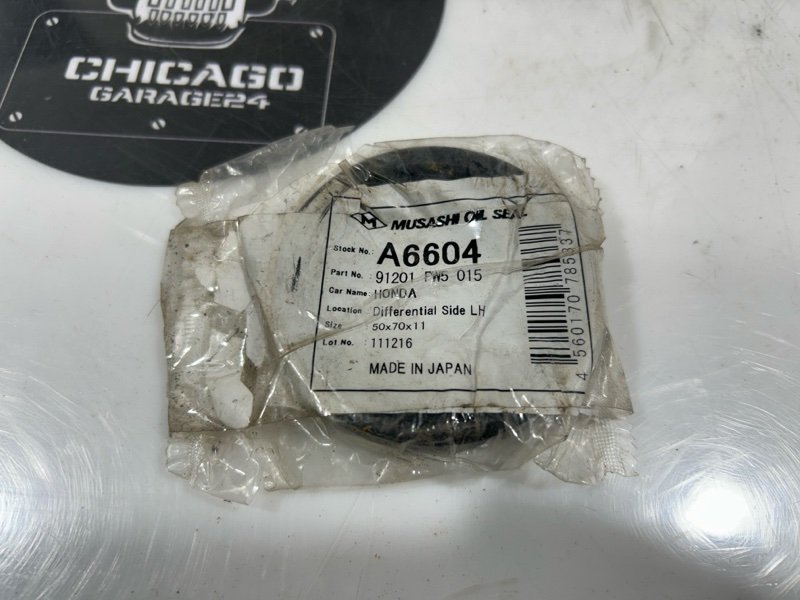 CHICAGO
GARAGE24
M MUSASHI OIL SEAL
Stock No.: A6604
Part No. : 91201 PW5 015
Car Name: HONDA
Location : Differential Side LH
Size : 50x70x11
Lot No. : 111216
MADE IN JAPAN
4560170785337